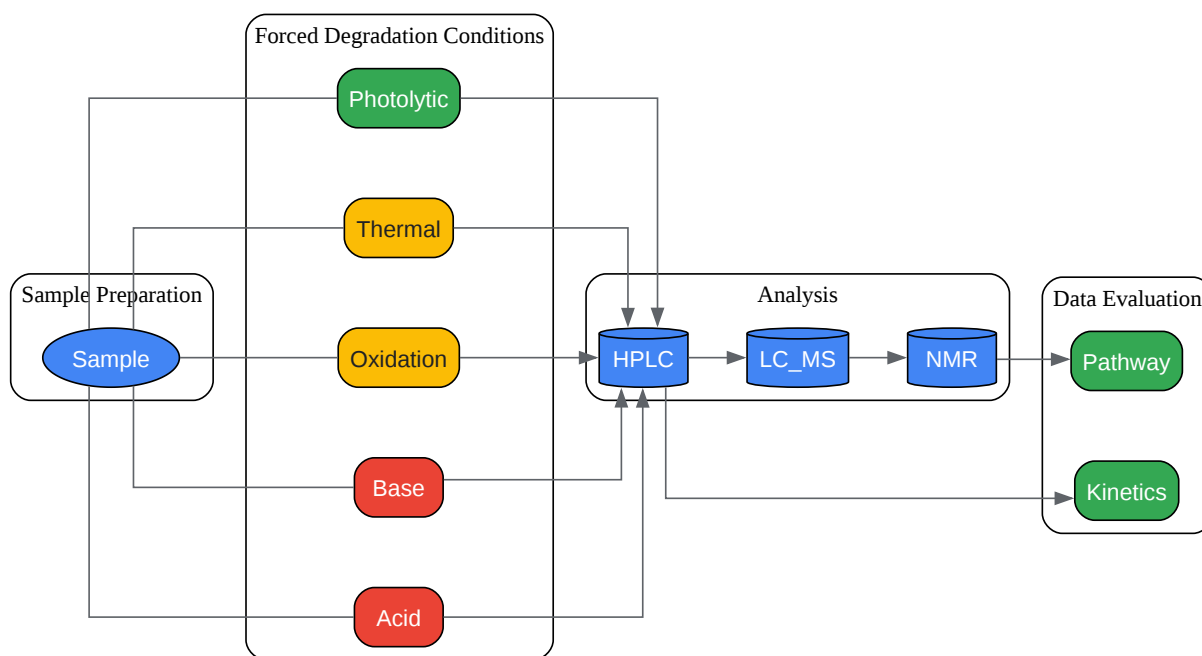 Forced Degradation Conditions
Photolytic
Thermal
Sample Preparation
Sample
Oxidation
Base
Acid
Analysis
HPLC
LC_MS
NMR
Data Evaluation
Pathway
Kinetics